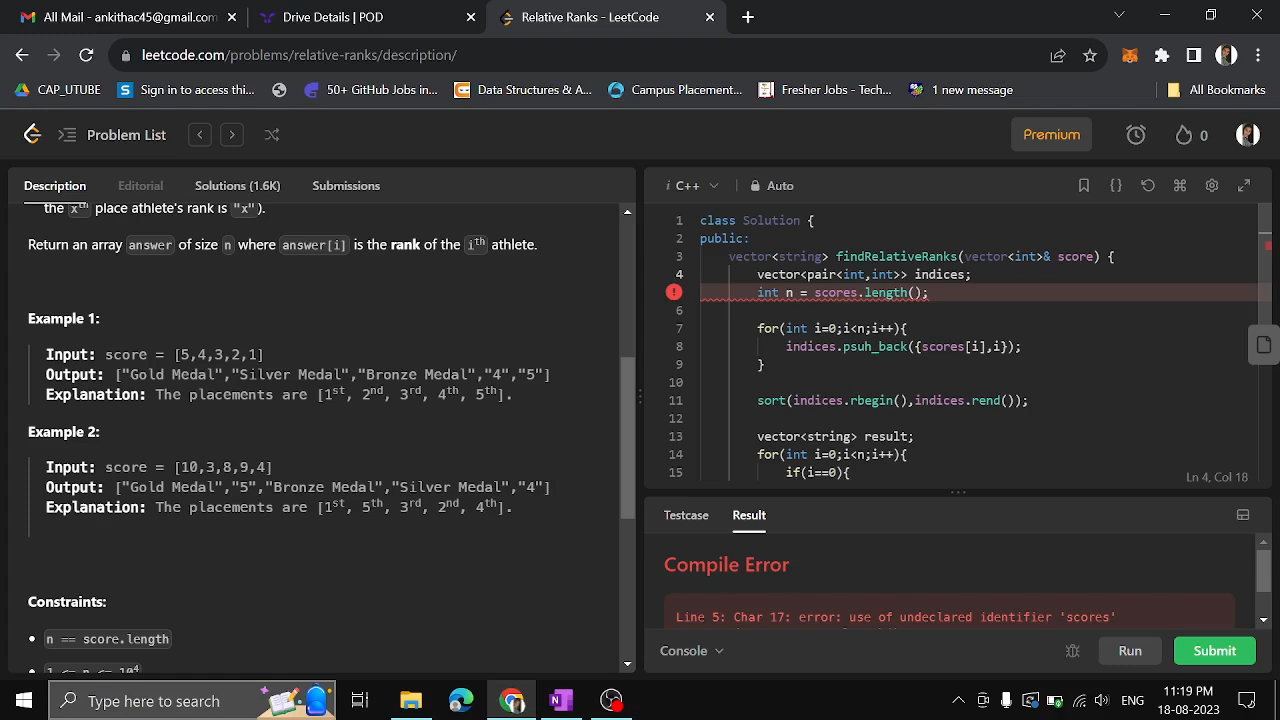 All Mail - ankithac45@gmail.com
Drive Details | POD
Relative Ranks - LeetCode
leetcode.com/problems/relative-ranks/description/
CAP_UTUBE
Sign in to access thi...
50+ GitHub Jobs in...
Data Structures & A...
Campus Placement...
Fresher Jobs - Tech...
1 new message
All Bookmarks
Problem List
Premium
0
Description
Editorial
Solutions (1.6K)
Submissions
i C++
Auto
the xth place athlete's rank is "x").
Return an array answer of size n where answer[i] is the rank of the ith athlete.
Example 1:
Input: score = [5,4,3,2,1]
Output: ["Gold Medal","Silver Medal","Bronze Medal","4","5"]
Explanation: The placements are [1st, 2nd, 3rd, 4th, 5th].
Example 2:
Input: score = [10,3,8,9,4]
Output: ["Gold Medal","5","Bronze Medal","Silver Medal","4"]
Explanation: The placements are [1st, 5th, 3rd, 2nd, 4th].
Constraints:
n == score.length
1 <= n <= 104
1 class Solution {
2 public:
3 vector<string> findRelativeRanks(vector<int>& score) {
4 vector<pair<int,int>> indices;
int n = scores.length();
6
7 for(int i=0;i<n;i++){
8 indices.psuh_back({scores[i],i});
9 }
10
11 sort(indices.rbegin(),indices.rend());
12
13 vector<string> result;
14 for(int i=0;i<n;i++){
15 if(i==0){
Ln 4, Col 18
Testcase
Result
Compile Error
Line 5: Char 17: error: use of undeclared identifier 'scores'
Console
Run
Submit
Type here to search
ENG
11:19 PM
18-08-2023